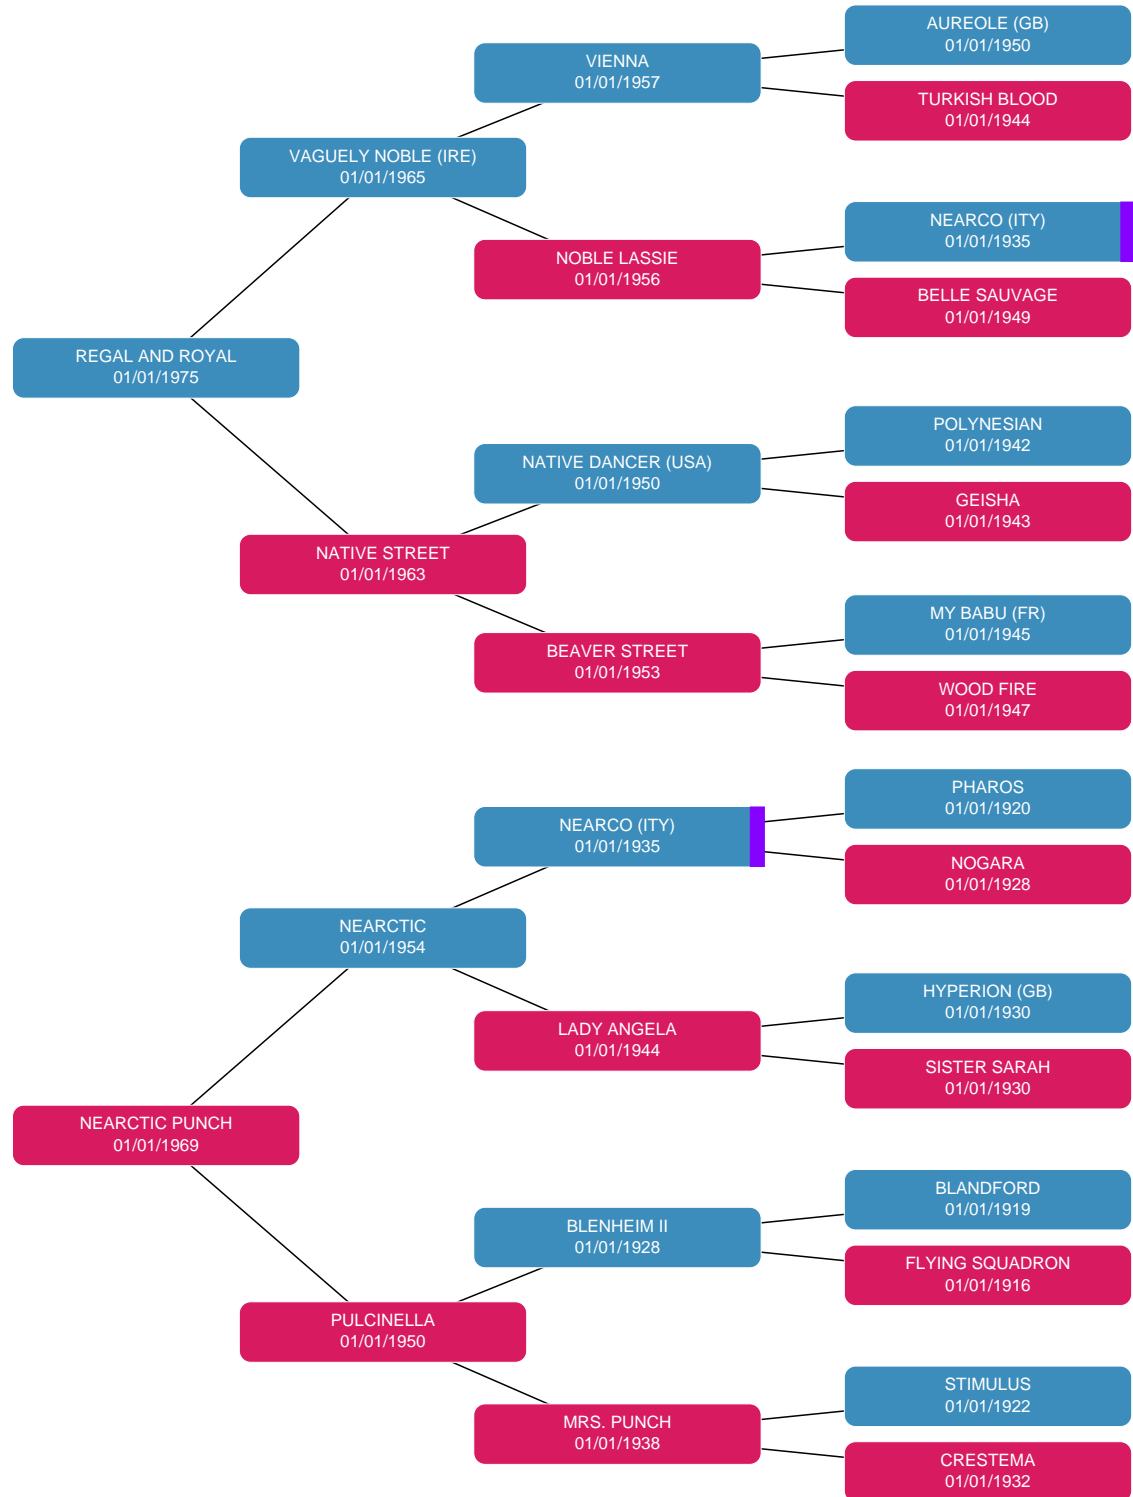 AUREOLE (GB)
01/01/1950
VIENNA
01/01/1957
TURKISH BLOOD
01/01/1944
VAGUELY NOBLE (IRE)
01/01/1965
NEARCO (ITY)
01/01/1935
NOBLE LASSIE
01/01/1956
BELLE SAUVAGE
01/01/1949
REGAL AND ROYAL
01/01/1975
POLYNESIAN
01/01/1942
NATIVE DANCER (USA)
01/01/1950
GEISHA
01/01/1943
NATIVE STREET
01/01/1963
MY BABU (FR)
01/01/1945
BEAVER STREET
01/01/1953
WOOD FIRE
01/01/1947
PHAROS
01/01/1920
NEARCO (ITY)
01/01/1935
NOGARA
01/01/1928
NEARCTIC
01/01/1954
HYPERION (GB)
01/01/1930
LADY ANGELA
01/01/1944
SISTER SARAH
01/01/1930
NEARCTIC PUNCH
01/01/1969
BLANDFORD
01/01/1919
BLENHEIM II
01/01/1928
FLYING SQUADRON
01/01/1916
PULCINELLA
01/01/1950
STIMULUS
01/01/1922
MRS. PUNCH
01/01/1938
CRESTEMA
01/01/1932